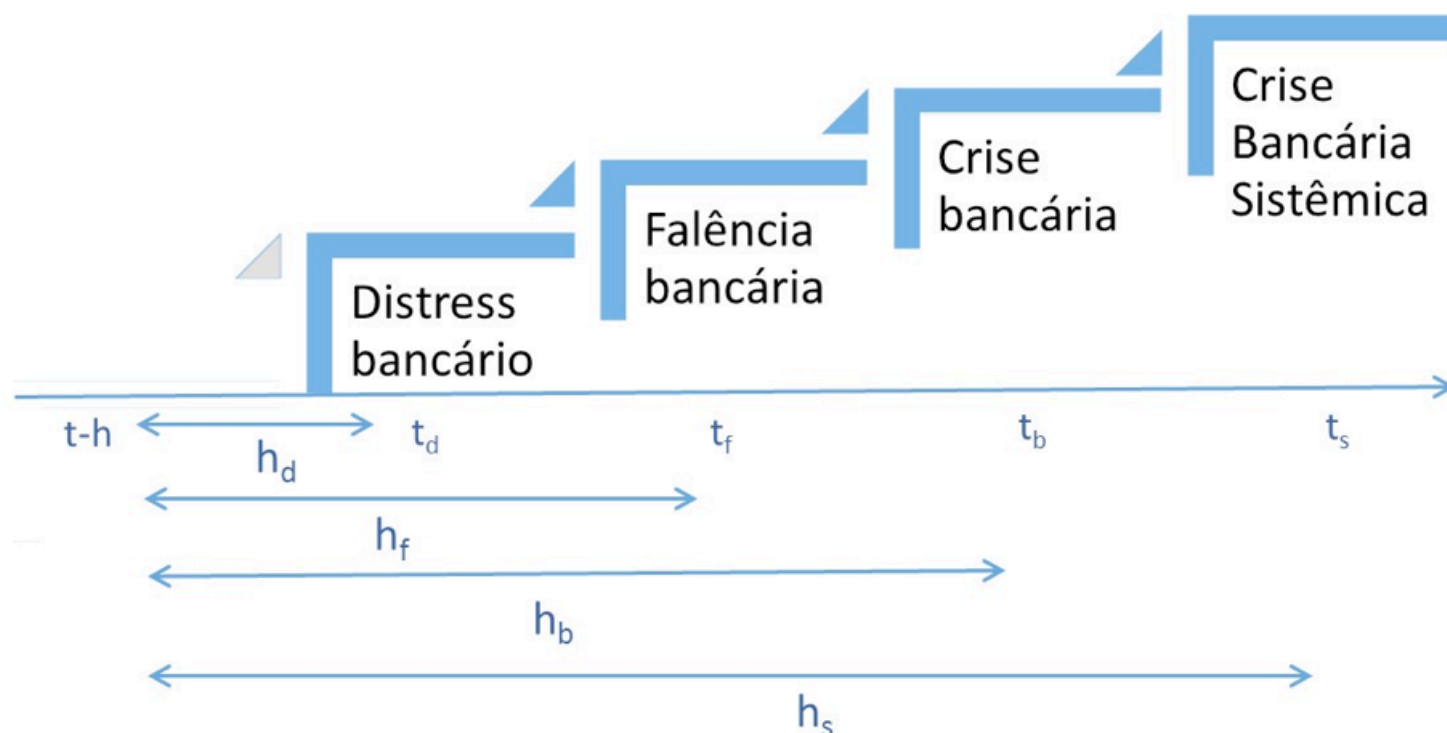 Crise
Bancária
Sistêmica
Crise
bancária
Falência
bancária
Distress
bancário
t-h
t_d
t_f
t_b
t_s
h_d
h_f
h_b
h_s